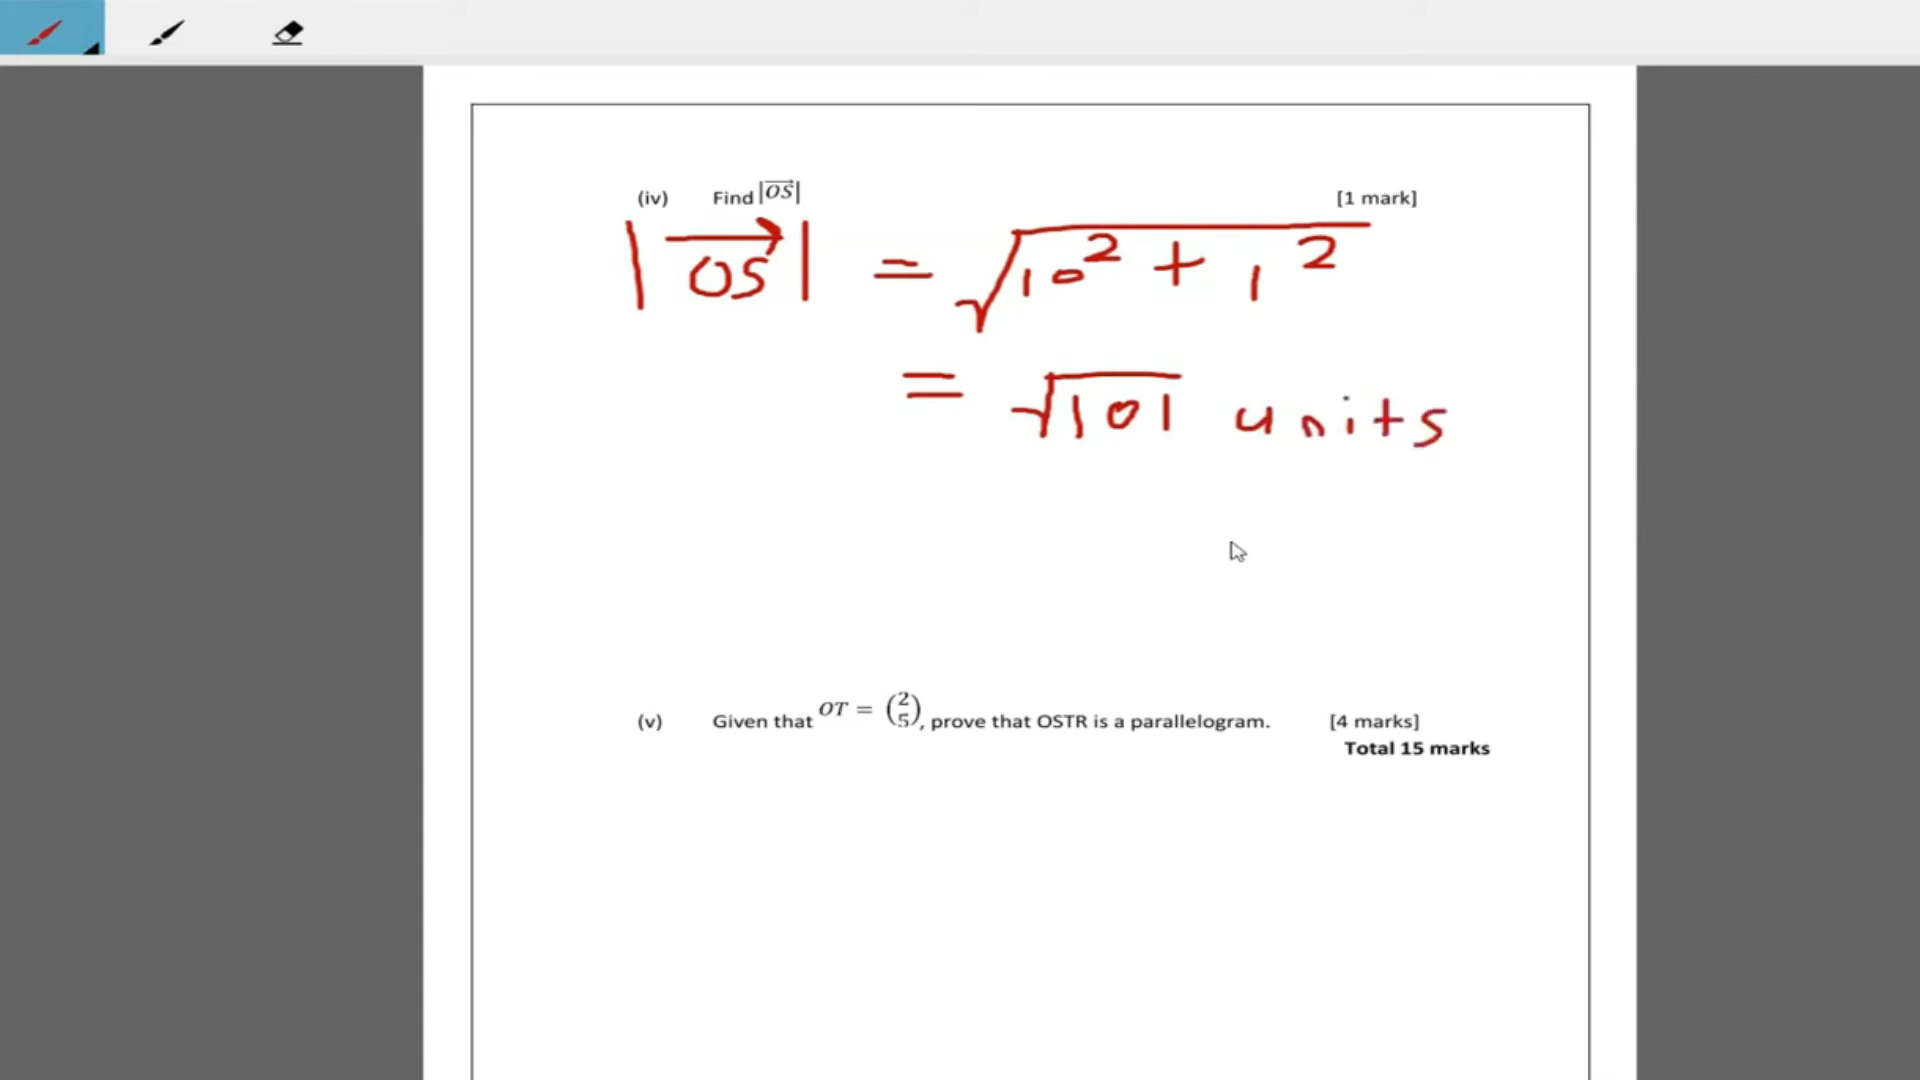 (iv) Find |OS| [1 mark]
|OS| = √10² + 1²
= √101 units
(v) Given that OT = (2 5), prove that OSTR is a parallelogram. [4 marks]
Total 15 marks